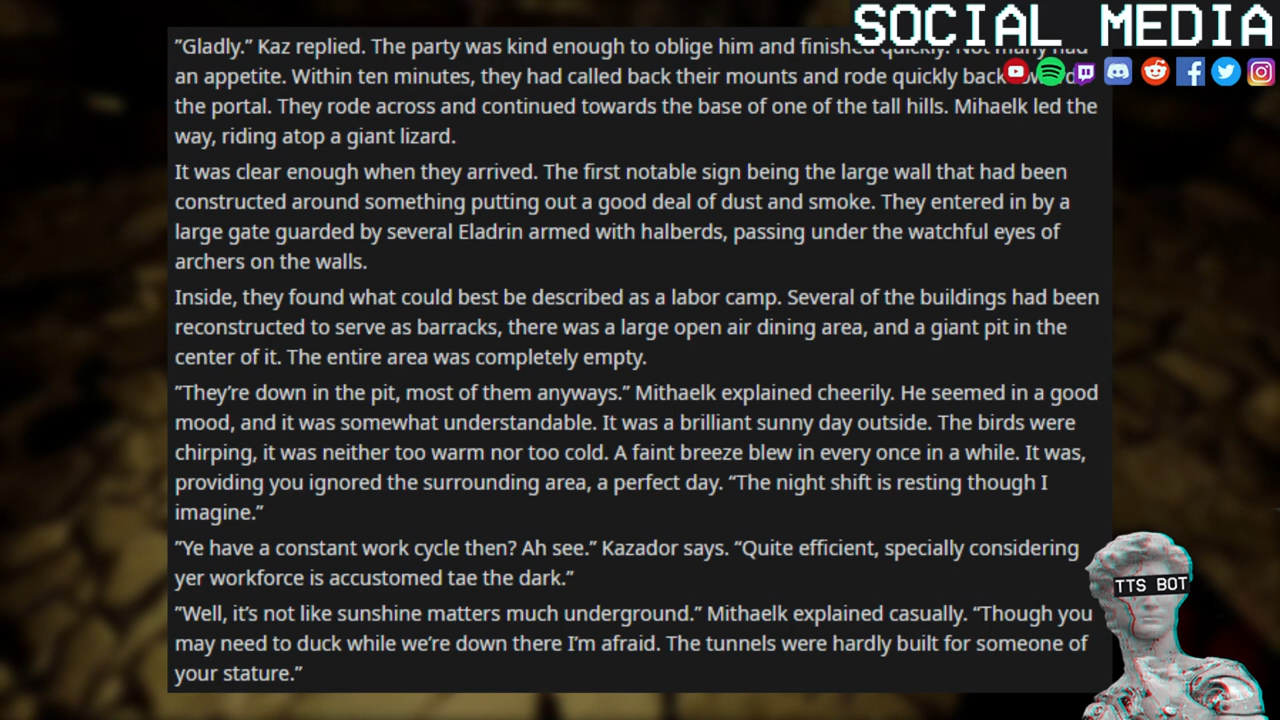 SOCIAL MEDIA
"Gladly." Kaz replied. The party was kind enough to oblige him and finished quickly. Not many had
an appetite. Within ten minutes, they had called back their mounts and rode quickly back
the portal. They rode across and continued towards the base of one of the tall hills. Mihaelk led the
way, riding atop a giant lizard.
It was clear enough when they arrived. The first notable sign being the large wall that had been
constructed around something putting out a good deal of dust and smoke. They entered in by a
large gate guarded by several Eladrin armed with halberds, passing under the watchful eyes of
archers on the walls.
Inside, they found what could best be described as a labor camp. Several of the buildings had been
reconstructed to serve as barracks, there was a large open air dining area, and a giant pit in the
center of it. The entire area was completely empty.
"They’re down in the pit, most of them anyways." Mithaelk explained cheerily. He seemed in a good
mood, and it was somewhat understandable. It was a brilliant sunny day outside. The birds were
chirping, it was neither too warm nor too cold. A faint breeze blew in every once in a while. It was,
providing you ignored the surrounding area, a perfect day. “The night shift is resting though I
imagine.”
"Ye have a constant work cycle then? Ah see.” Kazador says. “Quite efficient, specially considering
yer workforce is accustomed tae the dark.”
"Well, it’s not like sunshine matters much underground.” Mithaelk explained casually. “Though you
may need to duck while we’re down there I’m afraid. The tunnels were hardly built for someone of
your stature.”
TTS BOT